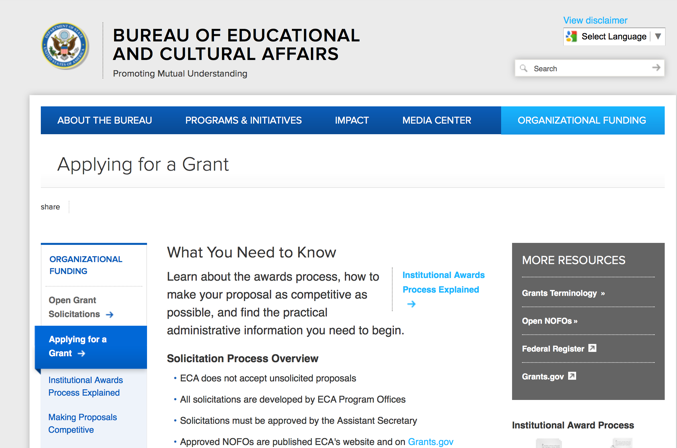 BUREAU OF EDUCATIONAL
AND CULTURAL AFFAIRS
Promoting Mutual Understanding
View disclaimer
Select Language
Search
ABOUT THE BUREAU
PROGRAMS & INITIATIVES
IMPACT
MEDIA CENTER
ORGANIZATIONAL FUNDING
Applying for a Grant
share
ORGANIZATIONAL
FUNDING
Open Grant
Solicitations →
Applying for a
Grant →
Institutional Awards
Process Explained
Making Proposals
Competitive
What You Need to Know
Learn about the awards process, how to
make your proposal as competitive as
possible, and find the practical
administrative information you need to begin.
Institutional Awards
Process Explained
→
Solicitation Process Overview
• ECA does not accept unsolicited proposals
• All solicitations are developed by ECA Program Offices
• Solicitations must be approved by the Assistant Secretary
• Approved NOFOs are published ECA's website and on Grants.gov
MORE RESOURCES
Grants Terminology »
Open NOFOs »
Federal Register
Grants.gov
Institutional Award Process